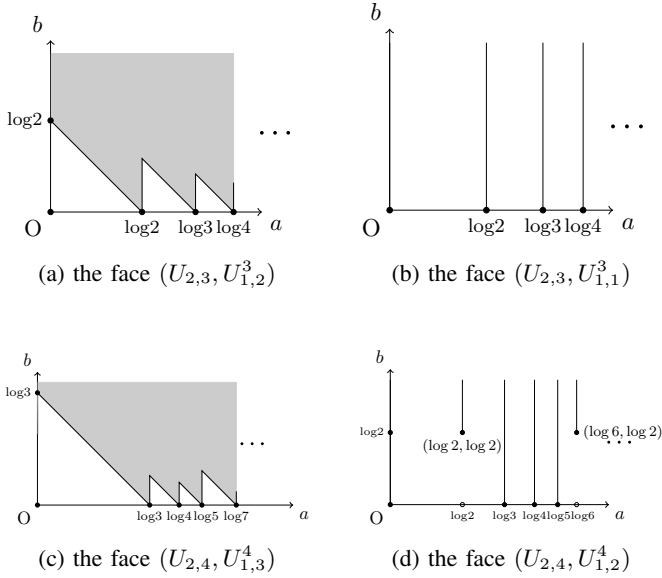 b
log2
O
log2
log3
log4
a
· · ·
(a) the face (U_{2,3}, U^3_{1,2})
b
O
log2
log3
log4
a
· · ·
(b) the face (U_{2,3}, U^3_{1,1})
b
log3
O
log3
log4
log5
log7
a
· · ·
(c) the face (U_{2,4}, U^4_{1,3})
b
log2
(log 2, log 2)
(log 6, log 2)
· · ·
O
log2
log3
log4
log5
log6
a
(d) the face (U_{2,4}, U^4_{1,2})